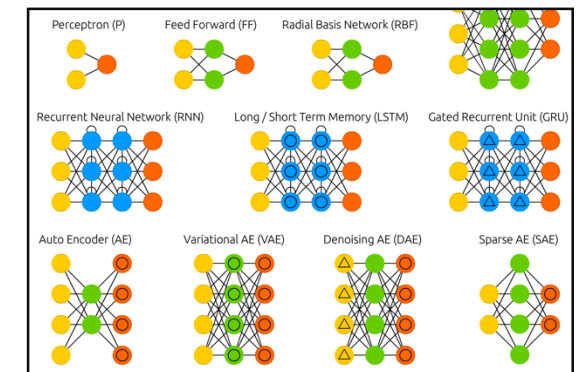 Perceptron (P)
Feed Forward (FF)
Radial Basis Network (RBF)
Recurrent Neural Network (RNN)
Long / Short Term Memory (LSTM)
Gated Recurrent Unit (GRU)
Auto Encoder (AE)
Variational AE (VAE)
Denoising AE (DAE)
Sparse AE (SAE)